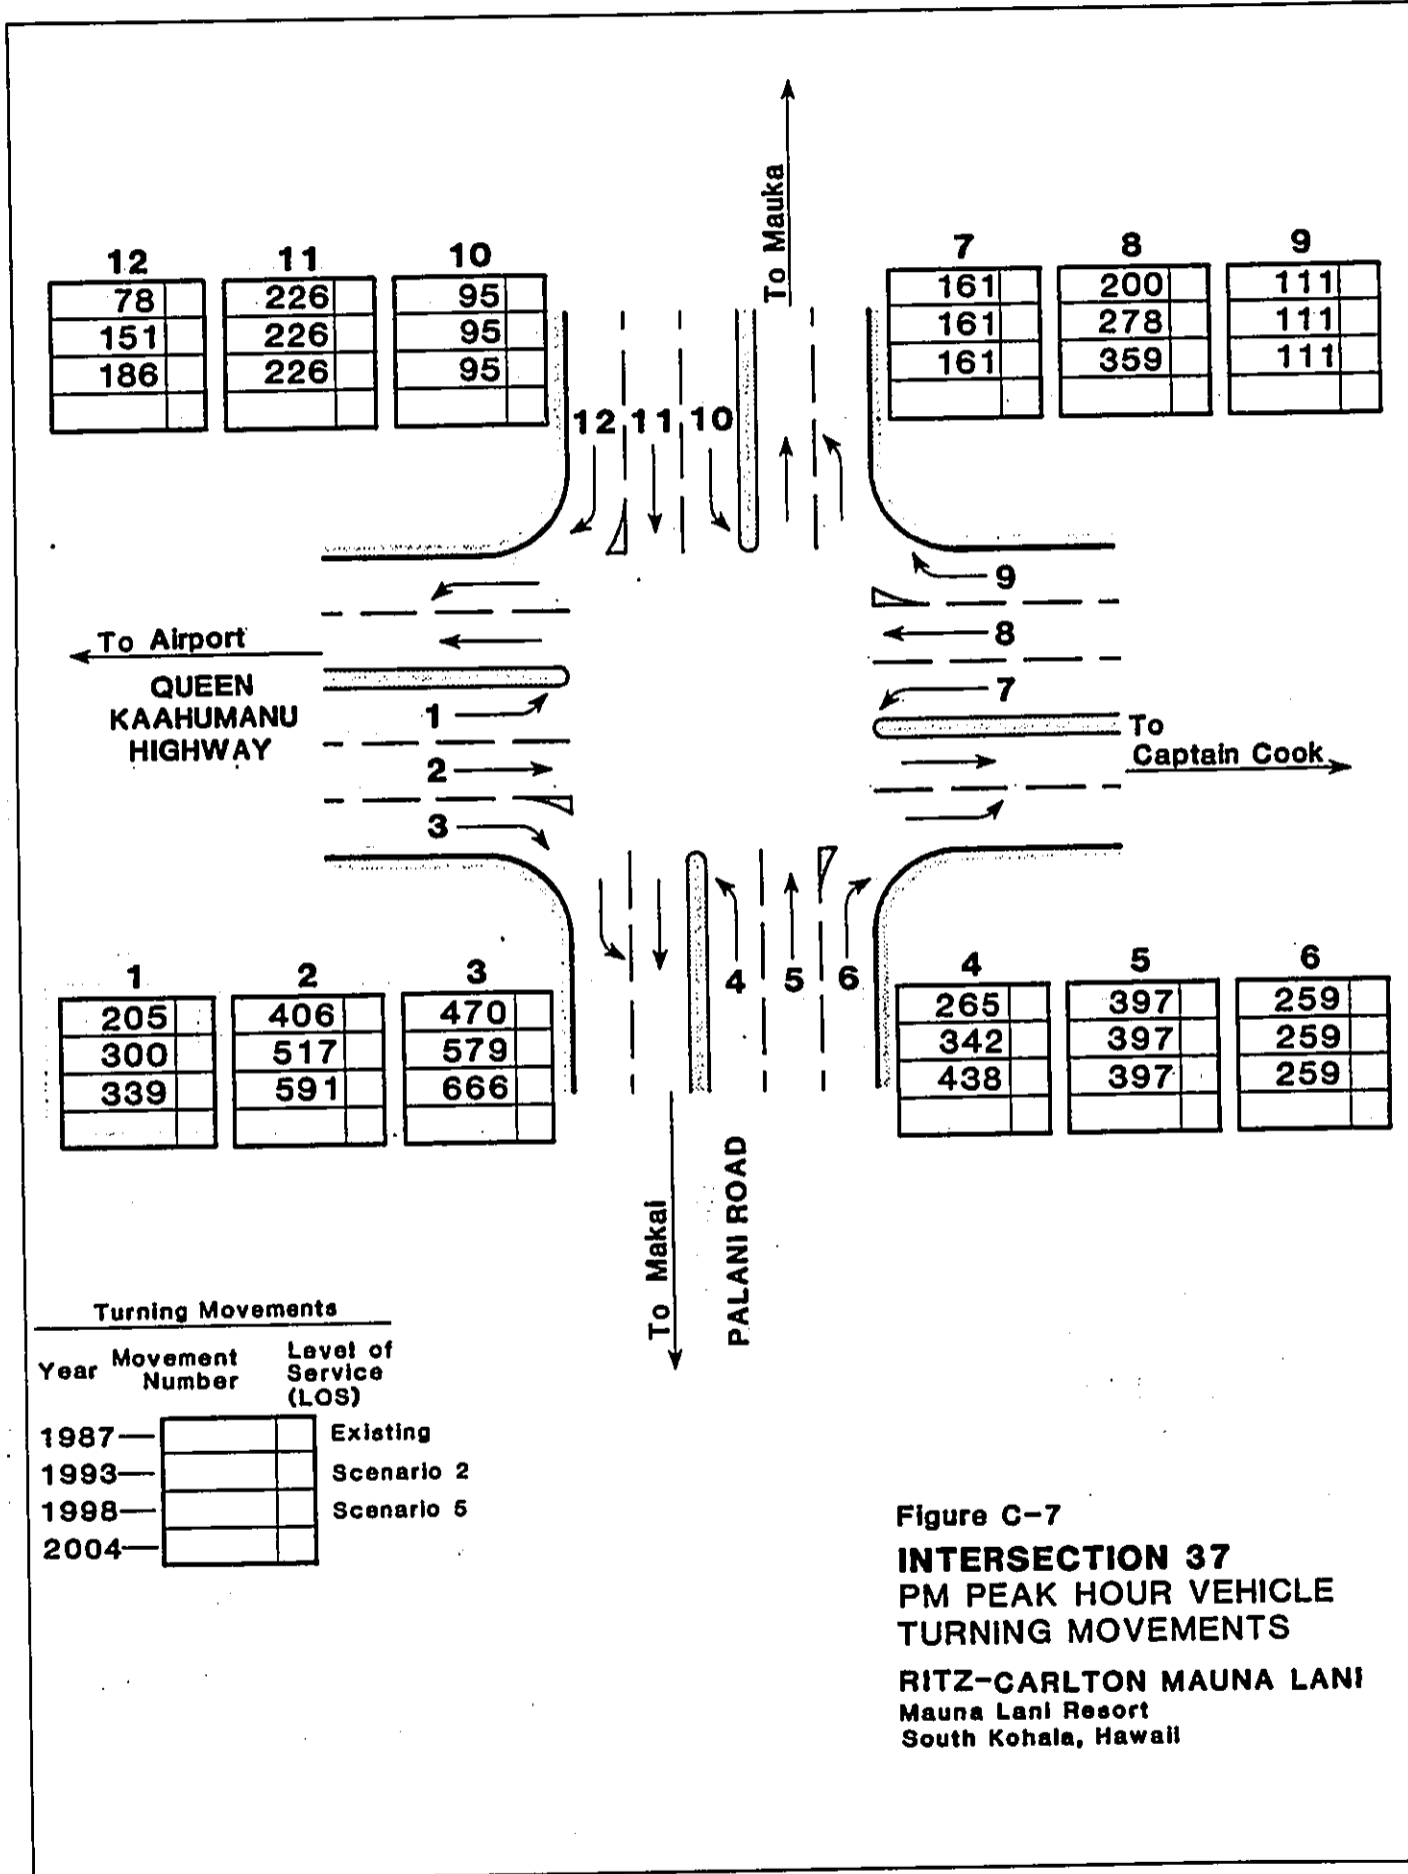 To Mauka
12 11 10
78 226 95
151 226 95
186 226 95
7 8 9
161 200 111
161 278 111
161 359 111
12 11 10
9
8
7
To Airport
QUEEN
KAAHUMANU
HIGHWAY
1
2
3
To
Captain Cook
4 5 6
1 2 3
205 406 470
300 517 579
339 591 666
4 5 6
265 397 259
342 397 259
438 397 259
To Makai
PALANI ROAD
Turning Movements
Year Movement Number Level of Service (LOS)
1987 Existing
1993 Scenario 2
1998 Scenario 5
2004
Figure C-7
INTERSECTION 37
PM PEAK HOUR VEHICLE
TURNING MOVEMENTS
RITZ-CARLTON MAUNA LANI
Mauna Lani Resort
South Kohala, Hawaii